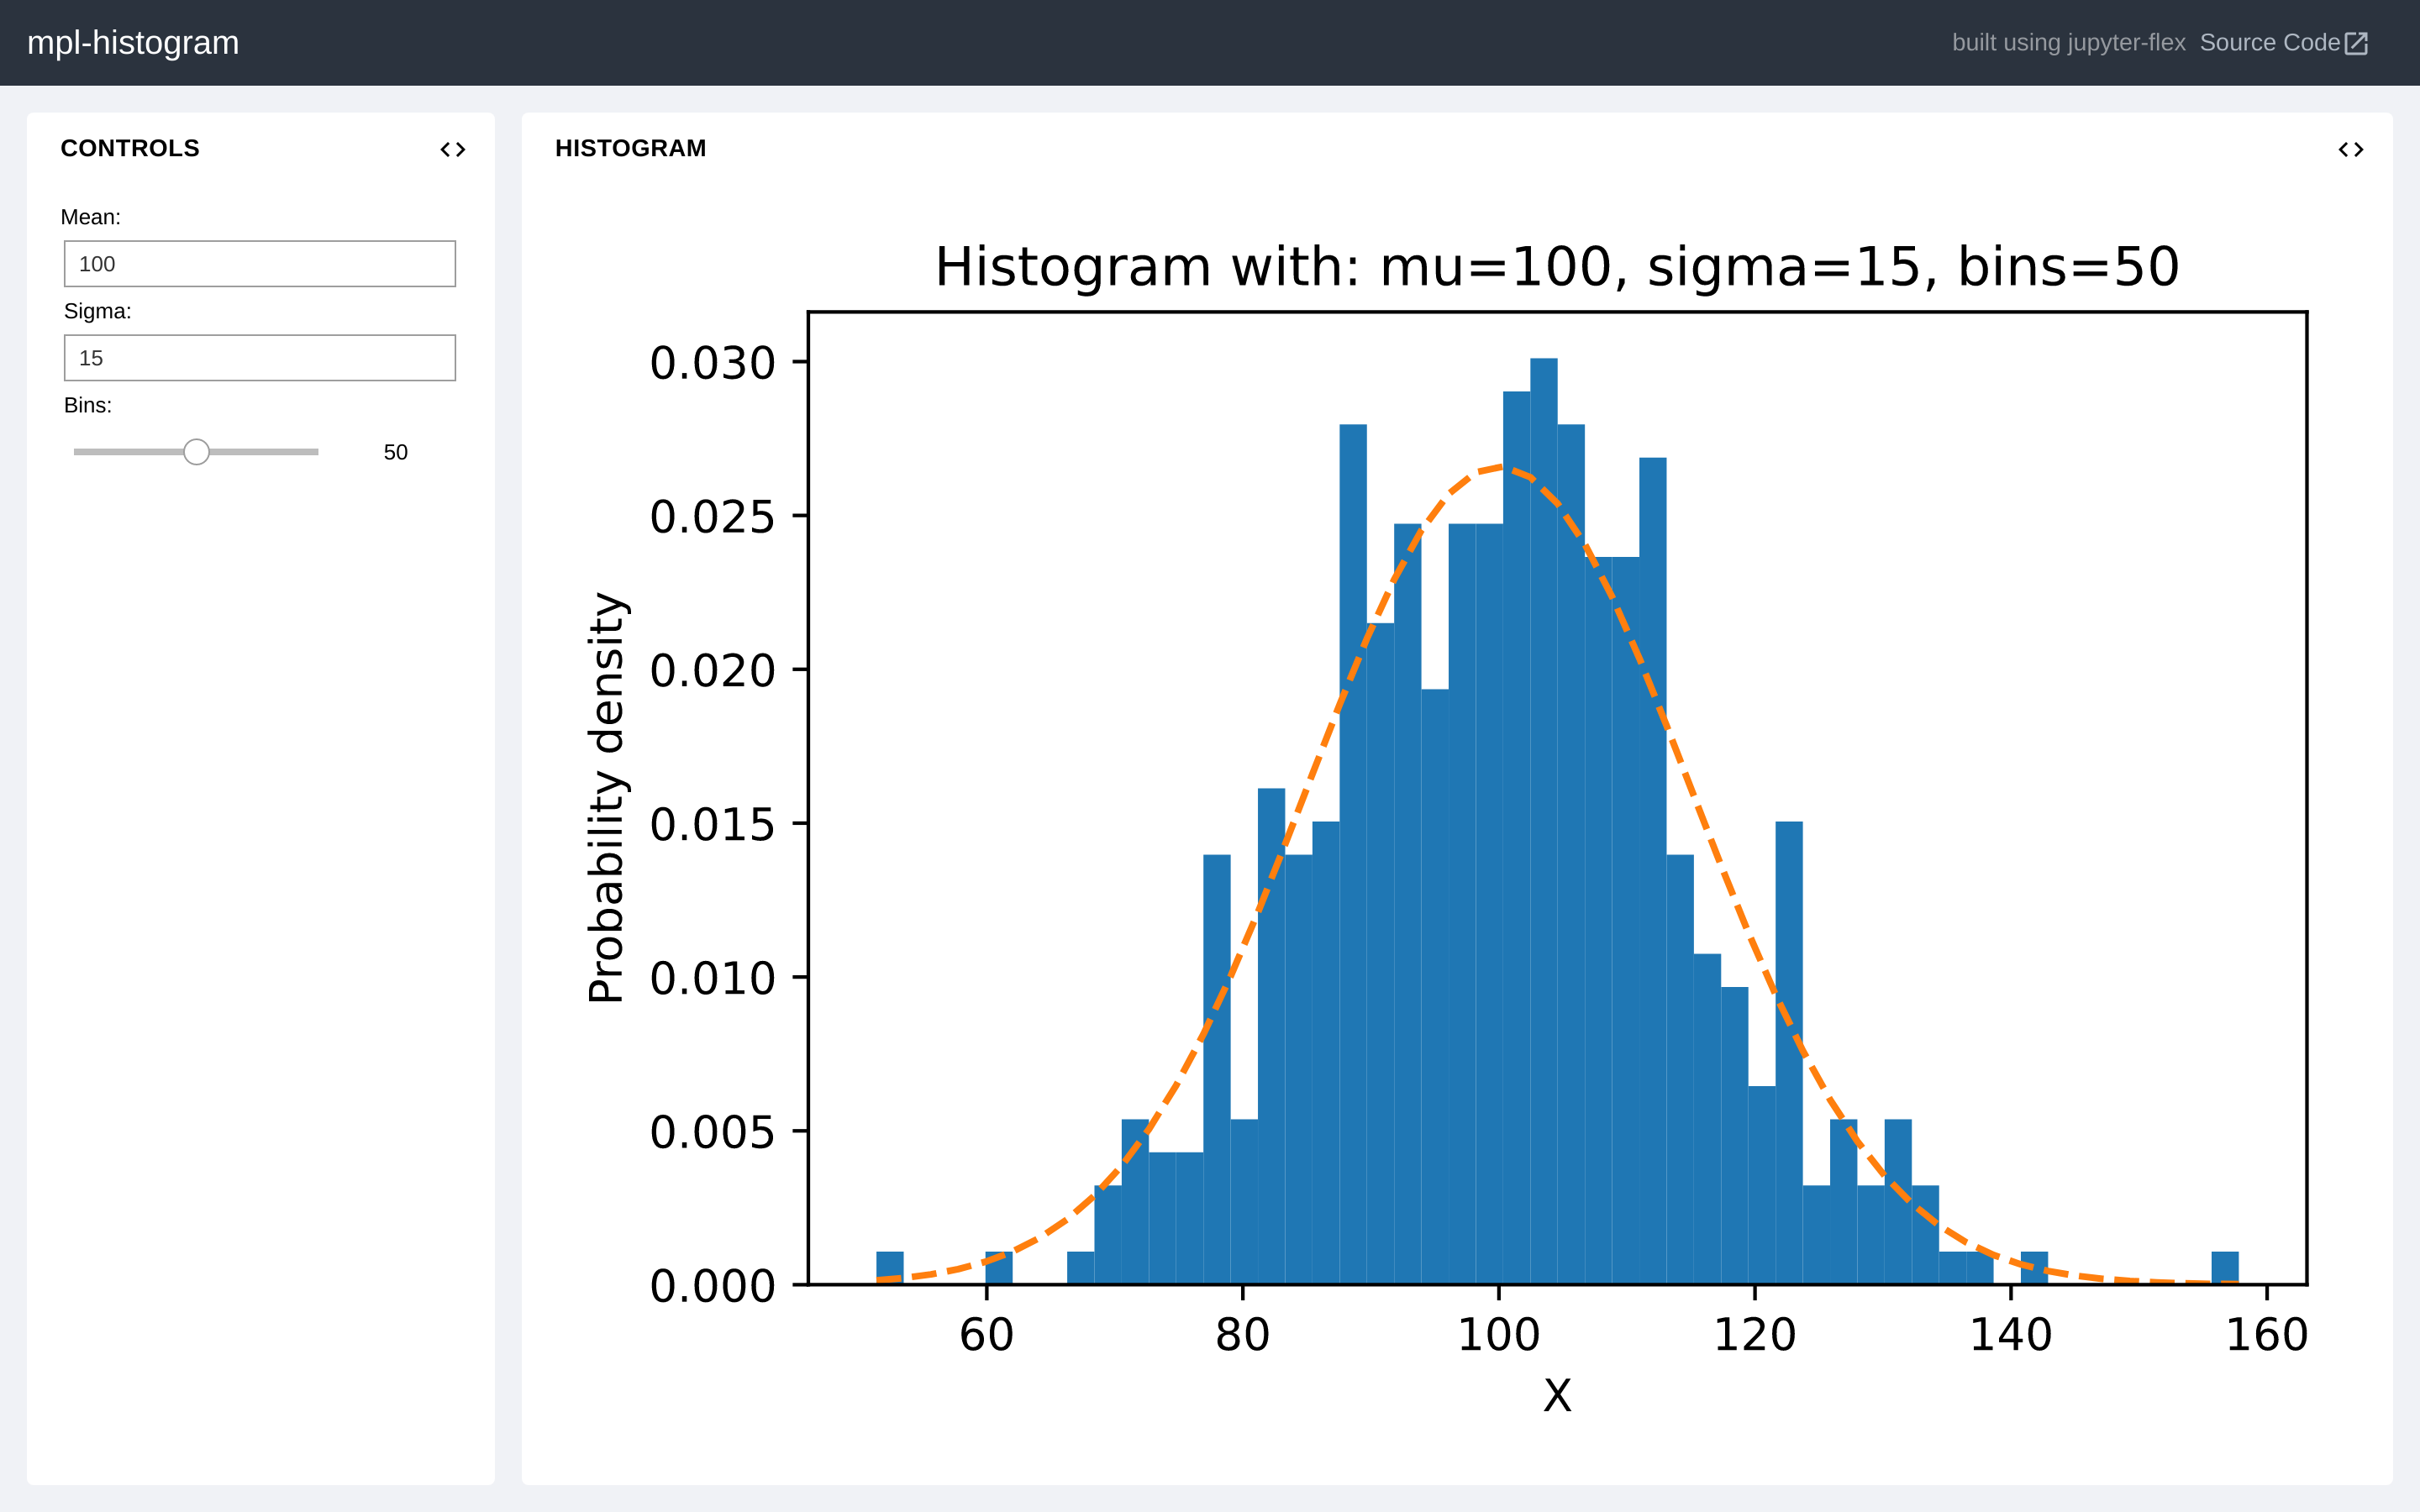 mpl-histogram
built using jupyter-flex Source Code
CONTROLS
Mean:
100
Sigma:
15
Bins:
50
HISTOGRAM
Histogram with: mu=100, sigma=15, bins=50
Probability density
0.030
0.025
0.020
0.015
0.010
0.005
0.000
60 80 100 120 140 160
X